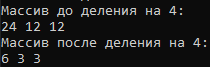 Массив до деления на 4:
24 12 12
Массив после деления на 4:
6 3 3